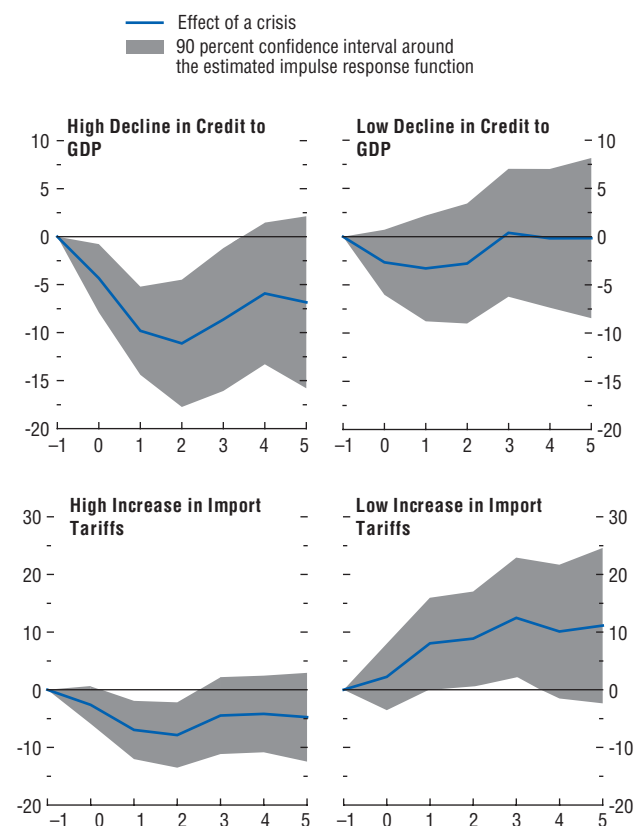 Effect of a crisis
90 percent confidence interval around
the estimated impulse response function
High Decline in Credit to
GDP
10
5
0
-5
-10
-15
-20
–1 0 1 2 3 4 5
Low Decline in Credit to
GDP
10
5
0
-5
-10
-15
-20
–1 0 1 2 3 4 5
High Increase in Import
Tariffs
30
20
10
0
-10
-20
–1 0 1 2 3 4 5
Low Increase in Import
Tariffs
30
20
10
0
-10
-20
–1 0 1 2 3 4 5